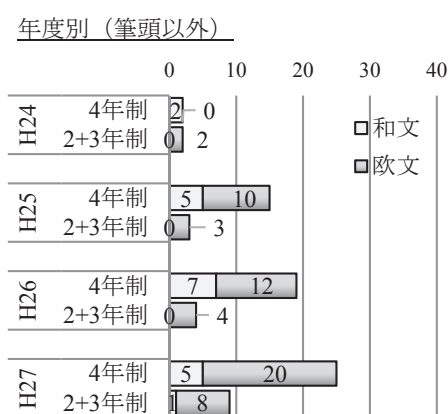 年度別（筆頭以外）
0 10 20 30 40
H24 4年制 2 0
2+3年制 0 2
和文
欧文
H25 4年制 5 10
2+3年制 0 3
H26 4年制 7 12
2+3年制 0 4
H27 4年制 5 20
2+3年制 1 8